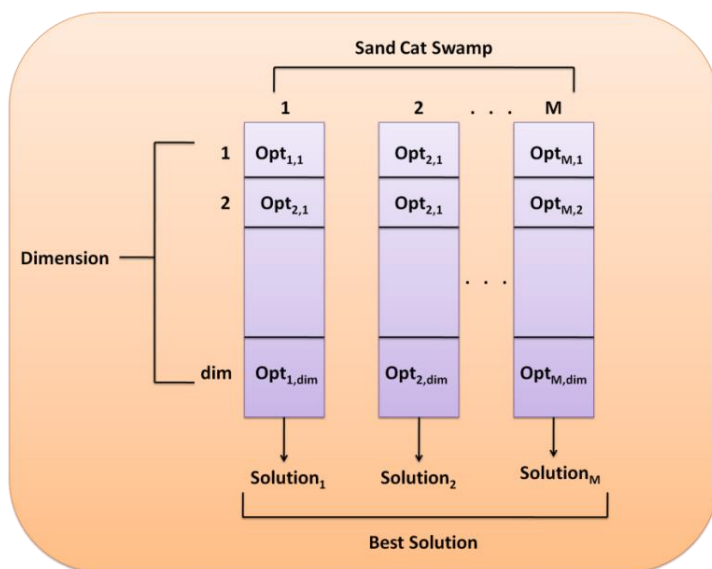 Sand Cat Swamp
1 2 . . . M
1 Opt1,1 Opt2,1 OptM,1
2 Opt2,1 Opt2,1 OptM,2
Dimension
. . .
dim Opt1,dim Opt2,dim OptM,dim
Solution1 Solution2 SolutionM
Best Solution